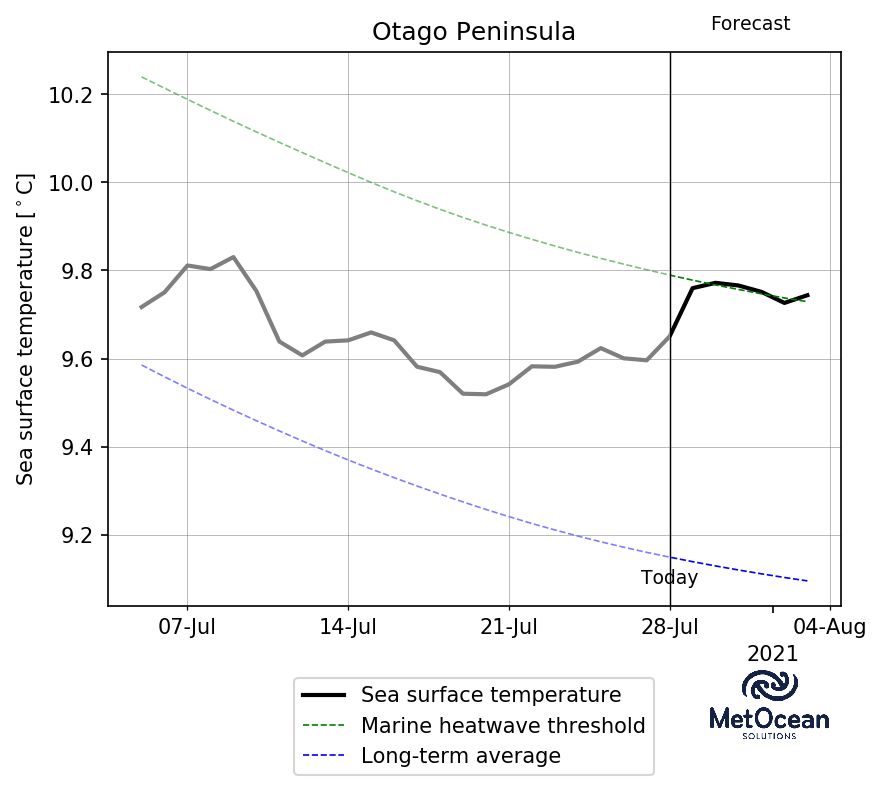 Forecast
Otago Peninsula
Sea surface temperature [°C]
10.2
10.0
9.8
9.6
9.4
9.2
Today
07-Jul
14-Jul
21-Jul
28-Jul
04-Aug
2021
Sea surface temperature
Marine heatwave threshold
Long-term average
MetOcean
SOLUTIONS